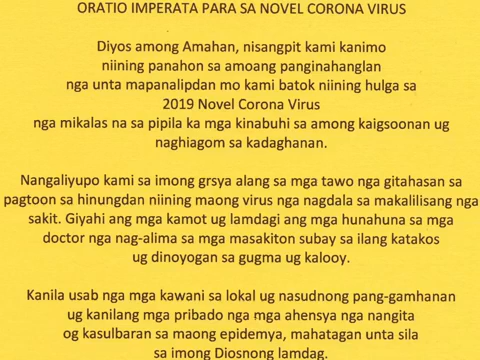 ORATIO IMPERATA PARA SA NOVEL CORONA VIRUS
Diyos among Amahan, nisangpit kami kanimo
niining panahon sa amoang panginahanglan
nga unta mapanalipdan mo kami batok niining hulga sa
2019 Novel Corona Virus
nga mikalas na sa pipila ka mga kinabuhi sa among kaigsoonan ug
naghiagom sa kadaghanan.
Nangaliyupo kami sa imong grsya alang sa mga tawo nga gitahasan sa
pagtoon sa hinungdan niining maong virus nga nagdala sa makalilisang nga
sakit. Giyahi ang mga kamot ug lamdagi ang mga hunahuna sa mga
doctor nga nag-alima sa mga masakiton subay sa ilang katakos
ug dinoyogan sa gugma ug kalooy.
Kanila usab nga mga kawani sa lokal ug nasudnong pang-gamhanan
ug kanilang mga pribado nga mga ahensya nga nangita
og kasulbaran sa maong epidemya, mahatagan unta sila
sa imong Diosnong lamdag.